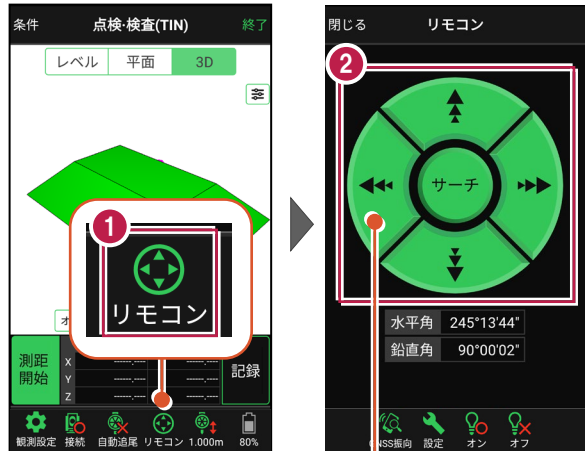 条件 点検・検査(TIN) 終了
レベル 平面 3D
1
リモコン
オ
測距
開始
X -----.--- -----.---
Y -----.--- -----.---
Z -----.--- -----.---
記録
観測設定 接続 自動追尾 リモコン 1.000m 80%
閉じる リモコン
2
サーチ
水平角 245°13'44"
鉛直角 90°00'02"
NSS振向 設定 オン オフ